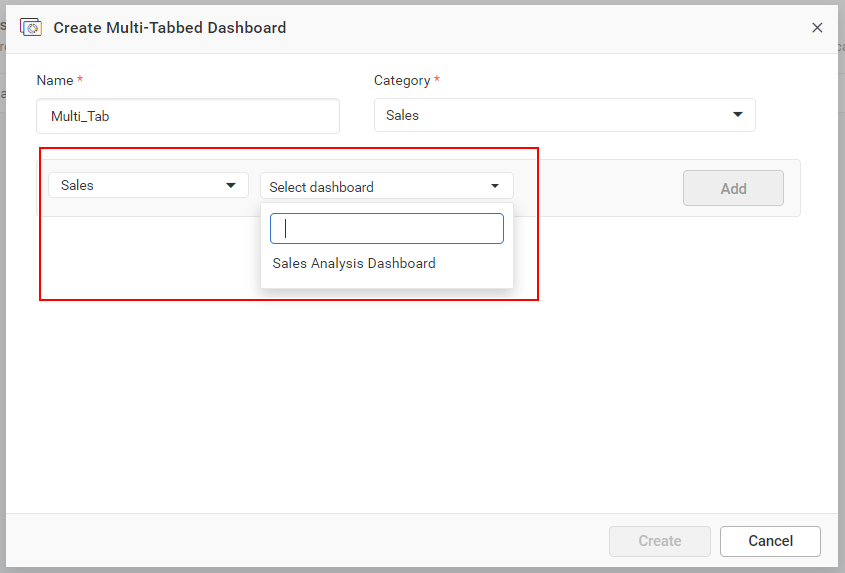 Create Multi-Tabbed Dashboard
Name *
Category *
Multi_Tab
Sales
Sales
Select dashboard
Add
Sales Analysis Dashboard
Create
Cancel